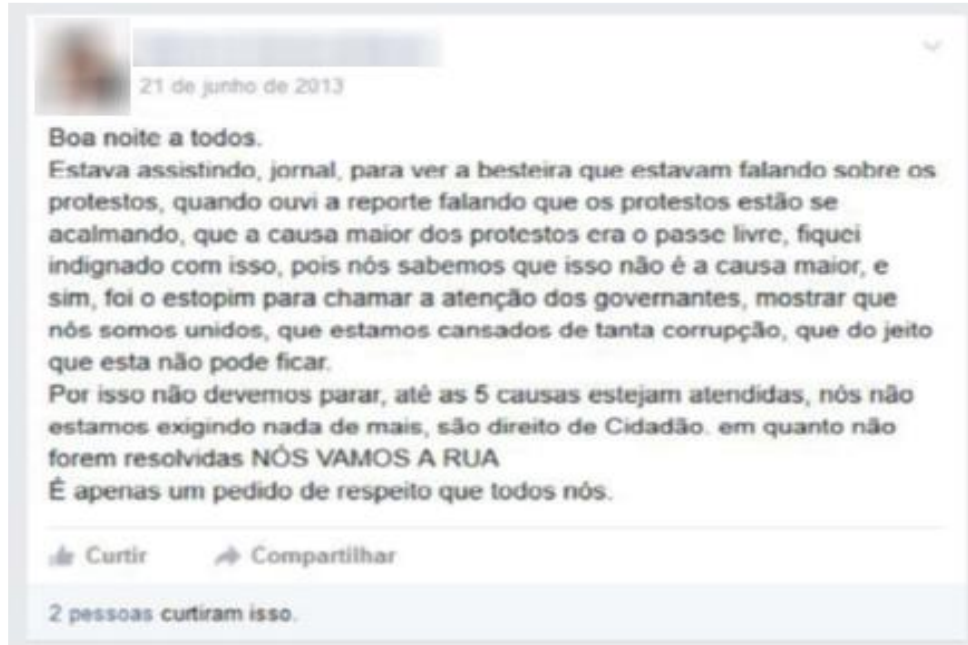 21 de junho de 2013
Boa noite a todos.
Estava assistindo, jornal, para ver a besteira que estavam falando sobre os
protestos, quando ouvi a reporte falando que os protestos estão se
acalmando, que a causa maior dos protestos era o passe livre, fiquei
indignado com isso, pois nós sabemos que isso não é a causa maior, e
sim, foi o estopim para chamar a atenção dos governantes, mostrar que
nós somos unidos, que estamos cansados de tanta corrupção, que do jeito
que esta não pode ficar.
Por isso não devemos parar, até as 5 causas estejam atendidas, nós não
estamos exigindo nada de mais, são direito de Cidadão. em quanto não
forem resolvidas NÓS VAMOS A RUA
É apenas um pedido de respeito que todos nós.
Curtir Compartilhar
2 pessoas curtiram isso.